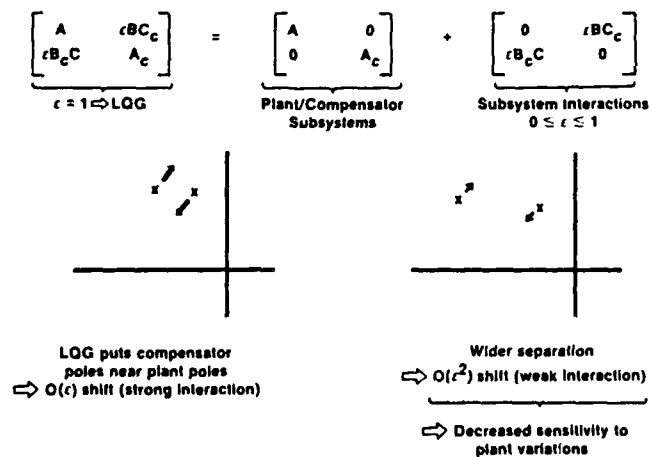 A εBC_c = A 0 + 0 εBC_c
εB_cC A_c 0 A_c εB_cC 0
ε = 1 ⇒ LQG
Plant/Compensator
Subsystems
Subsystem Interactions
0 ≤ ε ≤ 1
x x
x x
LQG puts compensator
poles near plant poles
⇒ O(ε) shift (strong interaction)
Wider separation
⇒ O(ε²) shift (weak interaction)
⇒ Decreased sensitivity to
plant variations